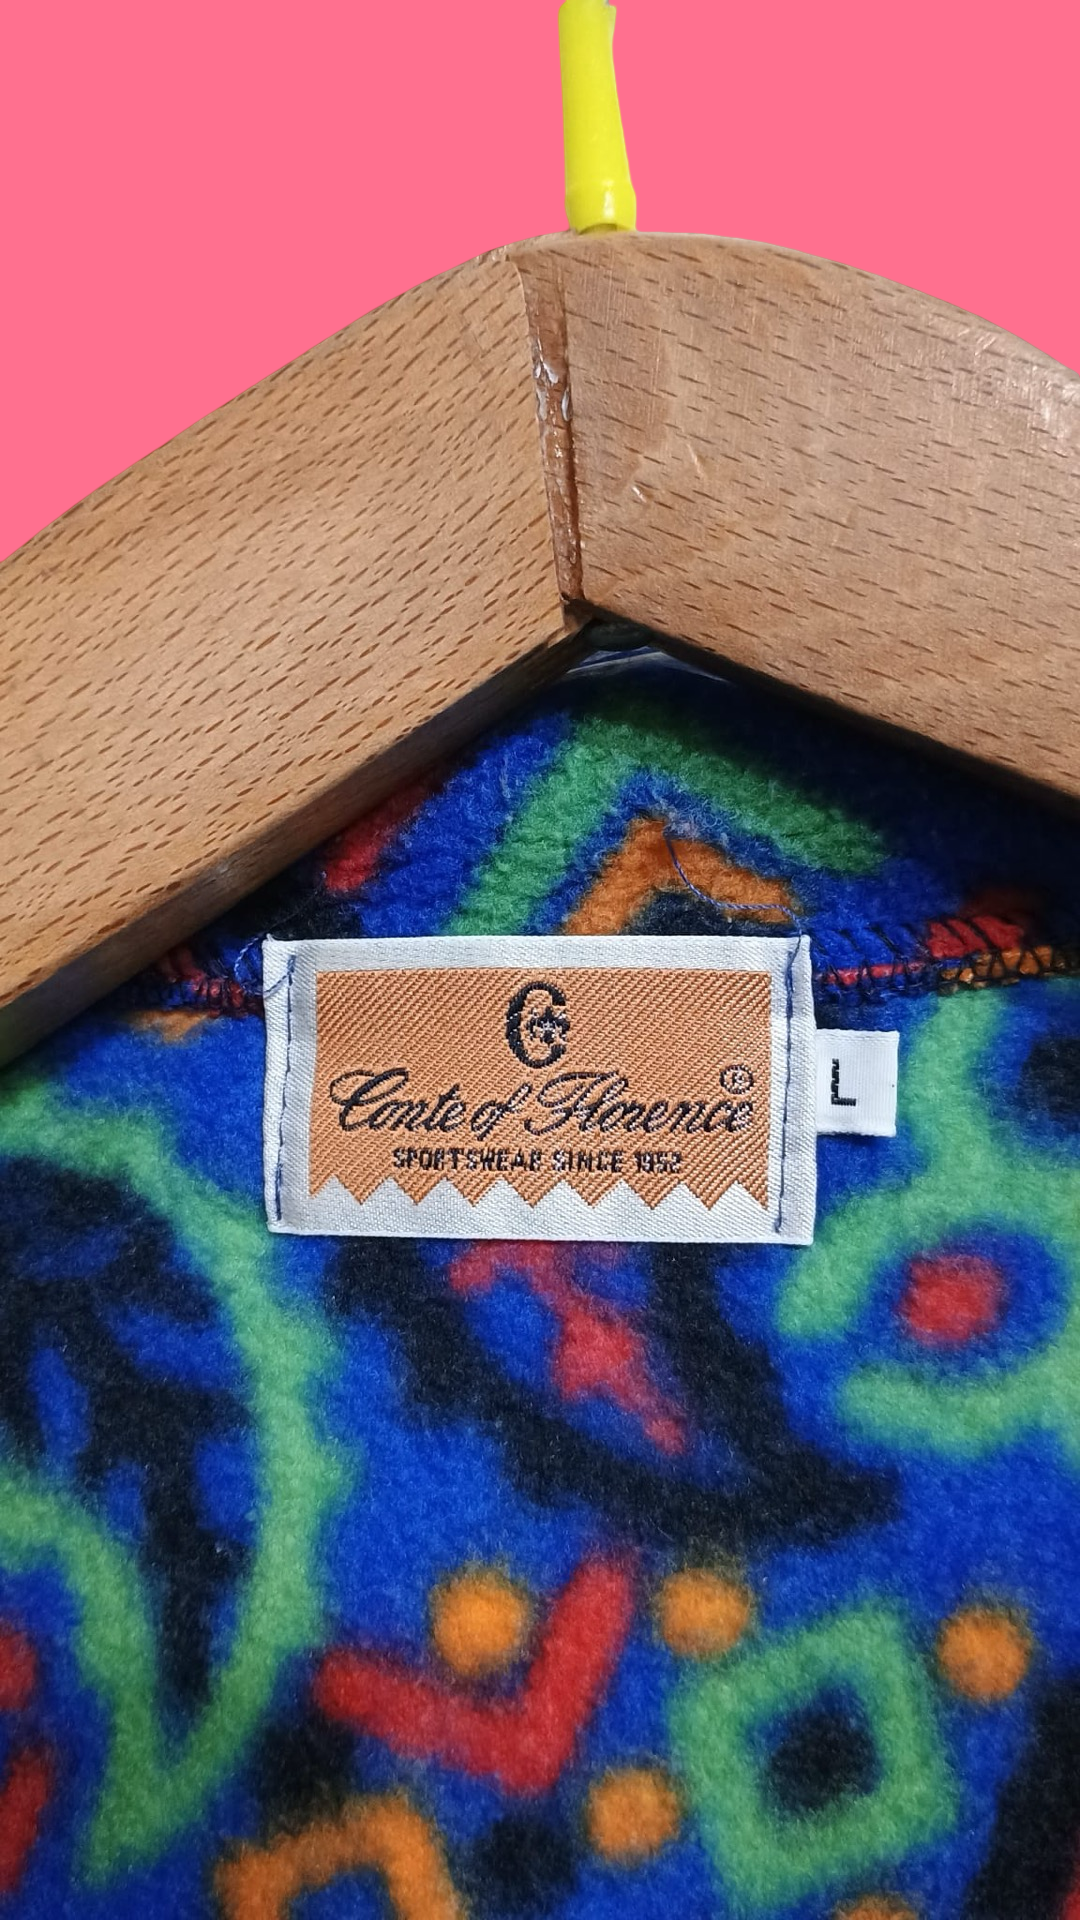 Conte of Florence®
SPORTSWEAR SINCE 1952
L